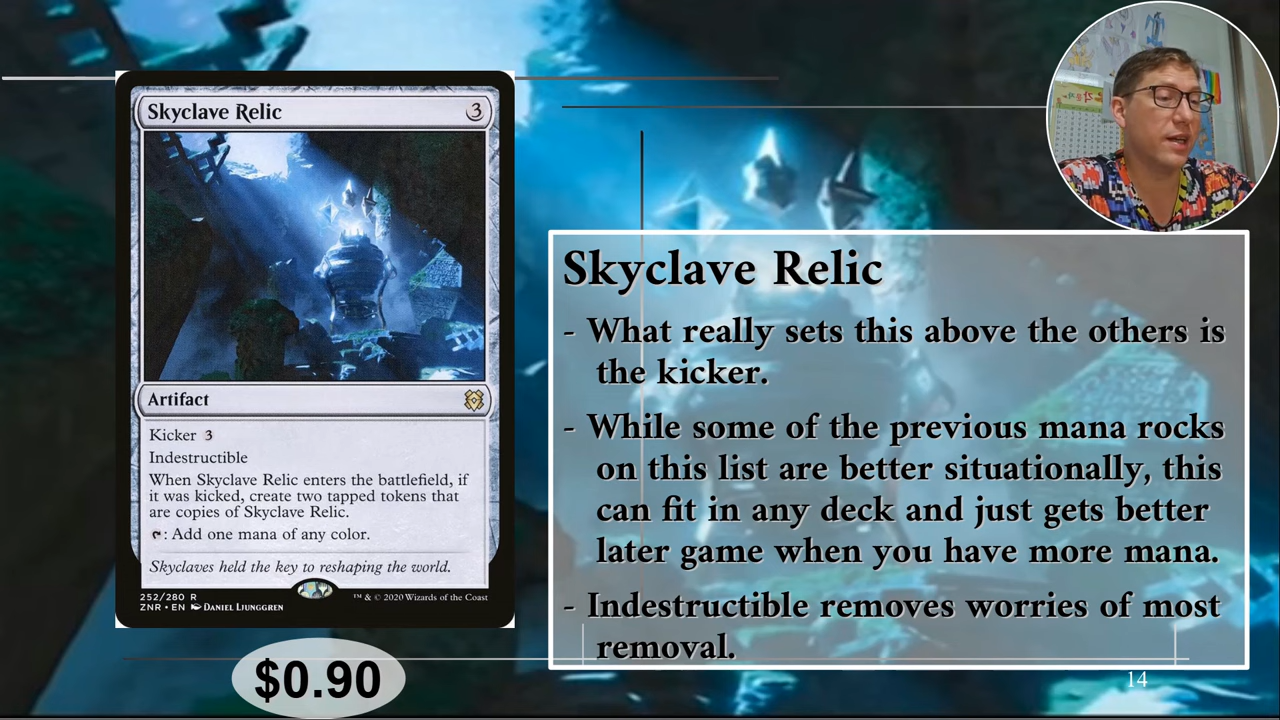 Skyclave Relic 3
Artifact
Kicker 3
Indestructible
When Skyclave Relic enters the battlefield, if
it was kicked, create two tapped tokens that
are copies of Skyclave Relic.
: Add one mana of any color.
Skyclaves held the key to reshaping the world.
252/280 R
ZNR • EN Daniel Ljunggren
™ & © 2020 Wizards of the Coast
$0.90
Skyclave Relic
- What really sets this above the others is
the kicker.
- While some of the previous mana rocks
on this list are better situationally, this
can fit in any deck and just gets better
later game when you have more mana.
- Indestructible removes worries of most
removal.
14